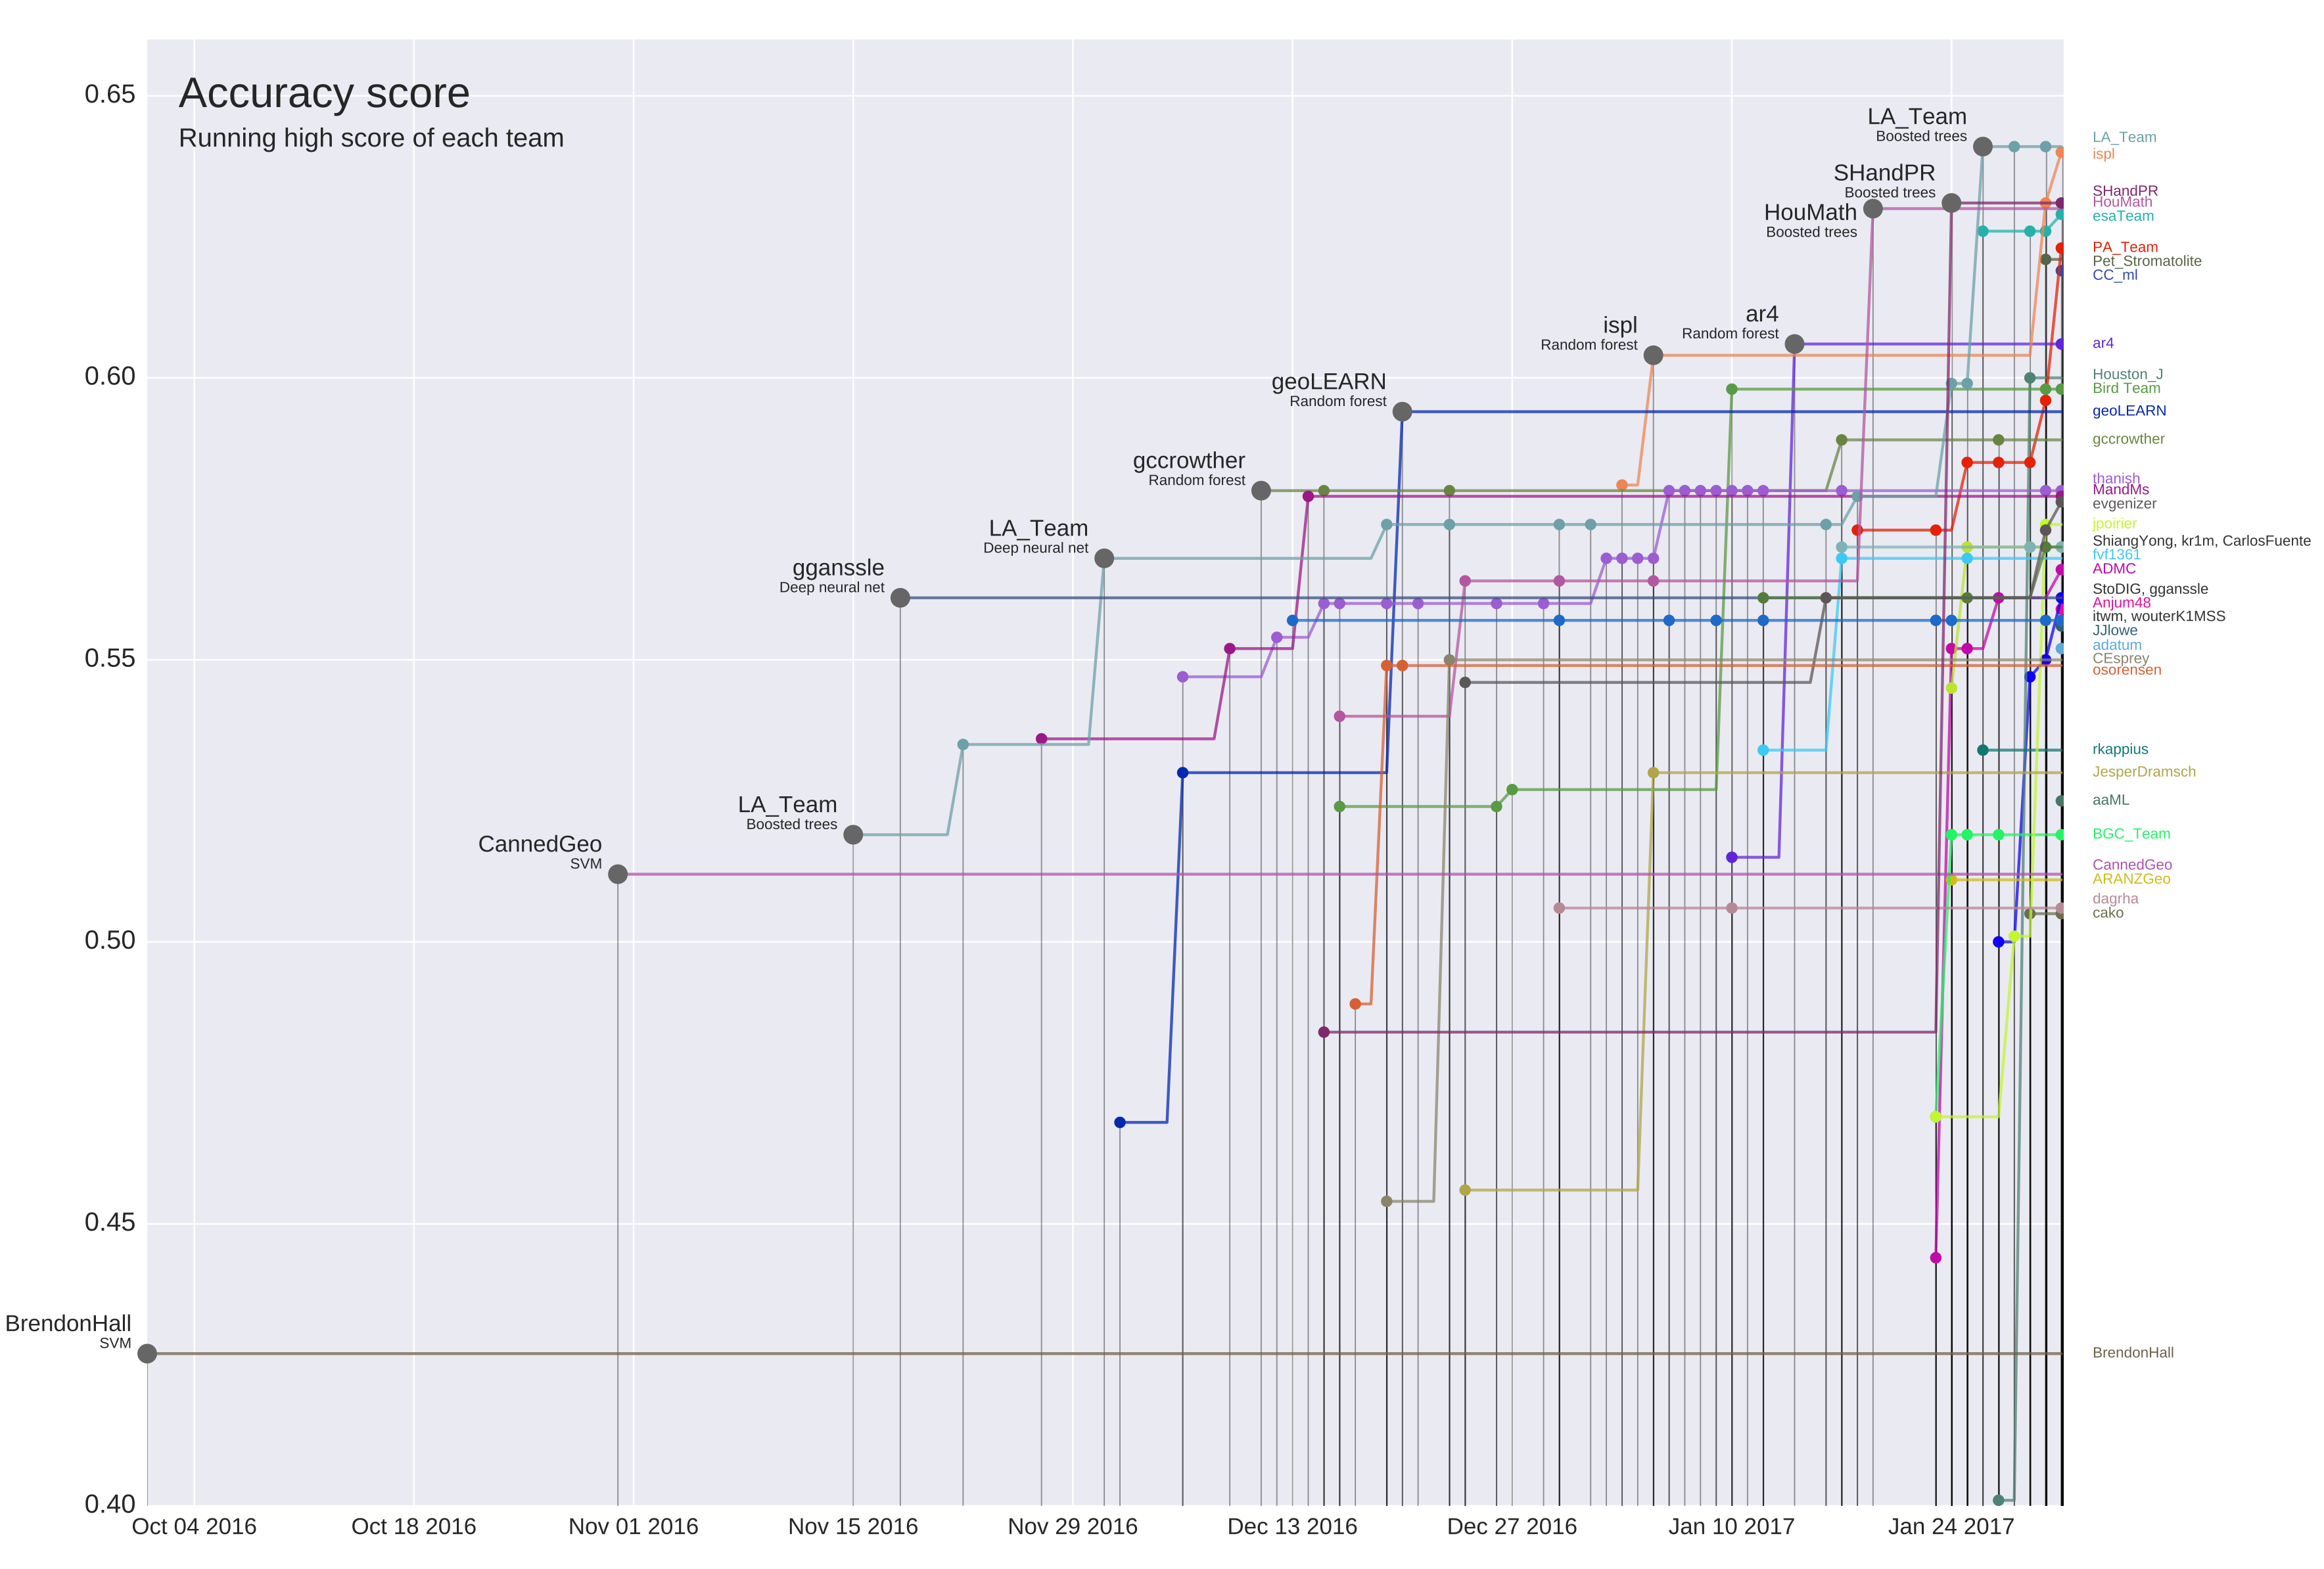 Accuracy score
Running high score of each team
0.65
0.60
0.55
0.50
0.45
0.40
LA_Team
Boosted trees
SHandPR
Boosted trees
HouMath
Boosted trees
ar4
Random forest
ispl
Random forest
geoLEARN
Random forest
gccrowther
Random forest
LA_Team
Deep neural net
gganssle
Deep neural net
LA_Team
Boosted trees
CannedGeo
SVM
BrendonHall
SVM
LA_Team
ispl
SHandPR
HouMath
esaTeam
PA_Team
Pet_Stromatolite
CC_ml
ar4
Houston_J
Bird Team
geoLEARN
gccrowther
thanish
MandMs
evgenizer
jpoirier
ShiangYong, kr1m, CarlosFuente
fvf1361
ADMC
StoDIG, gganssle
Anjum48
itwm, wouterK1MSS
JJlowe
adatum
CEsprey
osorensen
rkappius
JesperDramsch
aaML
BGC_Team
CannedGeo
ARANZGeo
dagrha
cako
BrendonHall
Oct 04 2016
Oct 18 2016
Nov 01 2016
Nov 15 2016
Nov 29 2016
Dec 13 2016
Dec 27 2016
Jan 10 2017
Jan 24 2017